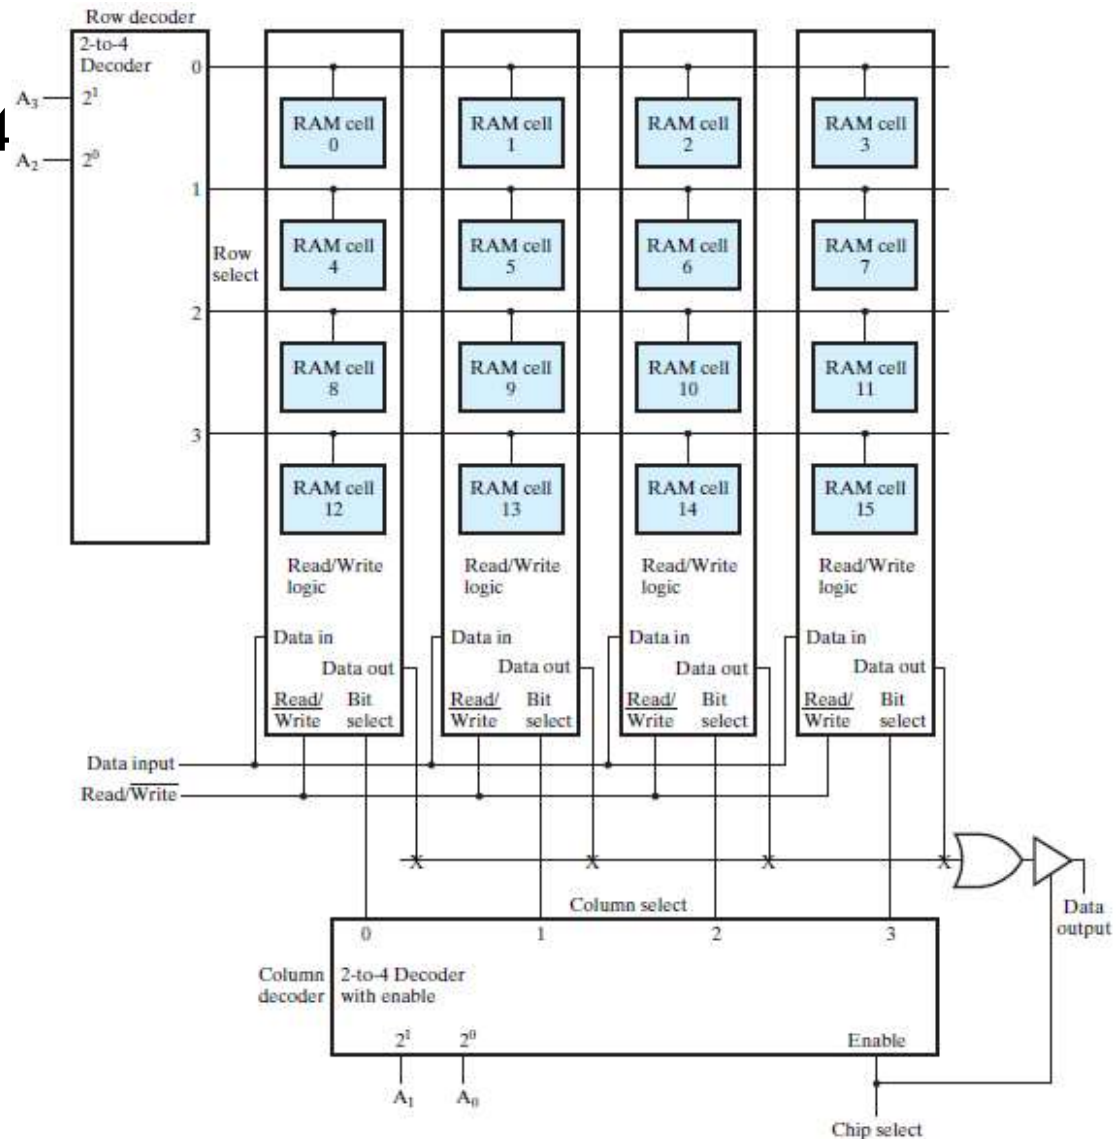 Row decoder
2-to-4
Decoder
0
A₃
2¹
4
A₂
2⁰
RAM cell
0
RAM cell
1
RAM cell
2
RAM cell
3
1
Row
select
RAM cell
4
RAM cell
5
RAM cell
6
RAM cell
7
2
RAM cell
8
RAM cell
9
RAM cell
10
RAM cell
11
3
RAM cell
12
RAM cell
13
RAM cell
14
RAM cell
15
Read/Write
logic
Read/Write
logic
Read/Write
logic
Read/Write
logic
Data in
Data out
Read/
Write
Bit
select
Data in
Data out
Read/
Write
Bit
select
Data in
Data out
Read/
Write
Bit
select
Data in
Data out
Read/
Write
Bit
select
Data input
Read/Write
X
X
X
X
Data
output
Column select
0
1
2
3
Column
decoder
2-to-4 Decoder
with enable
2¹
2⁰
Enable
A₁
A₀
Chip select